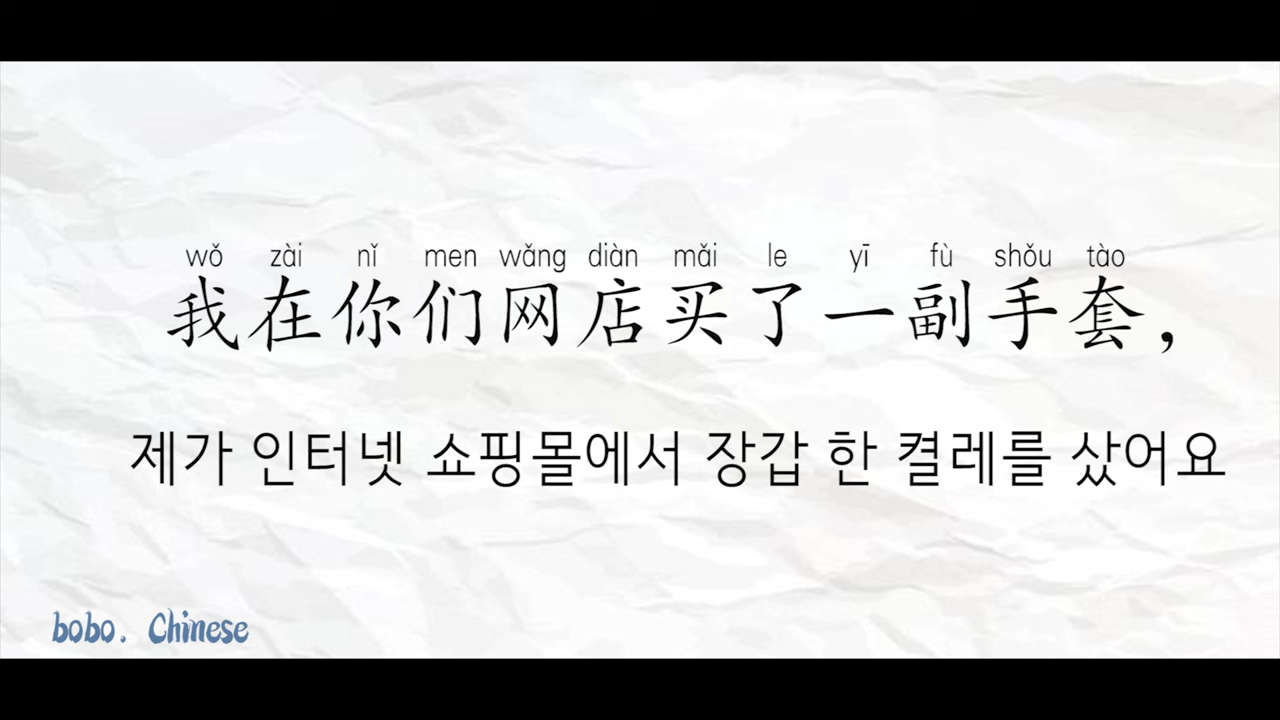 wǒ zài nǐ men wǎng diàn mǎi le yī fù shǒu tào
我在你们网店买了一副手套,
제가 인터넷 쇼핑몰에서 장갑 한 켤레를 샀어요
bobo. Chinese